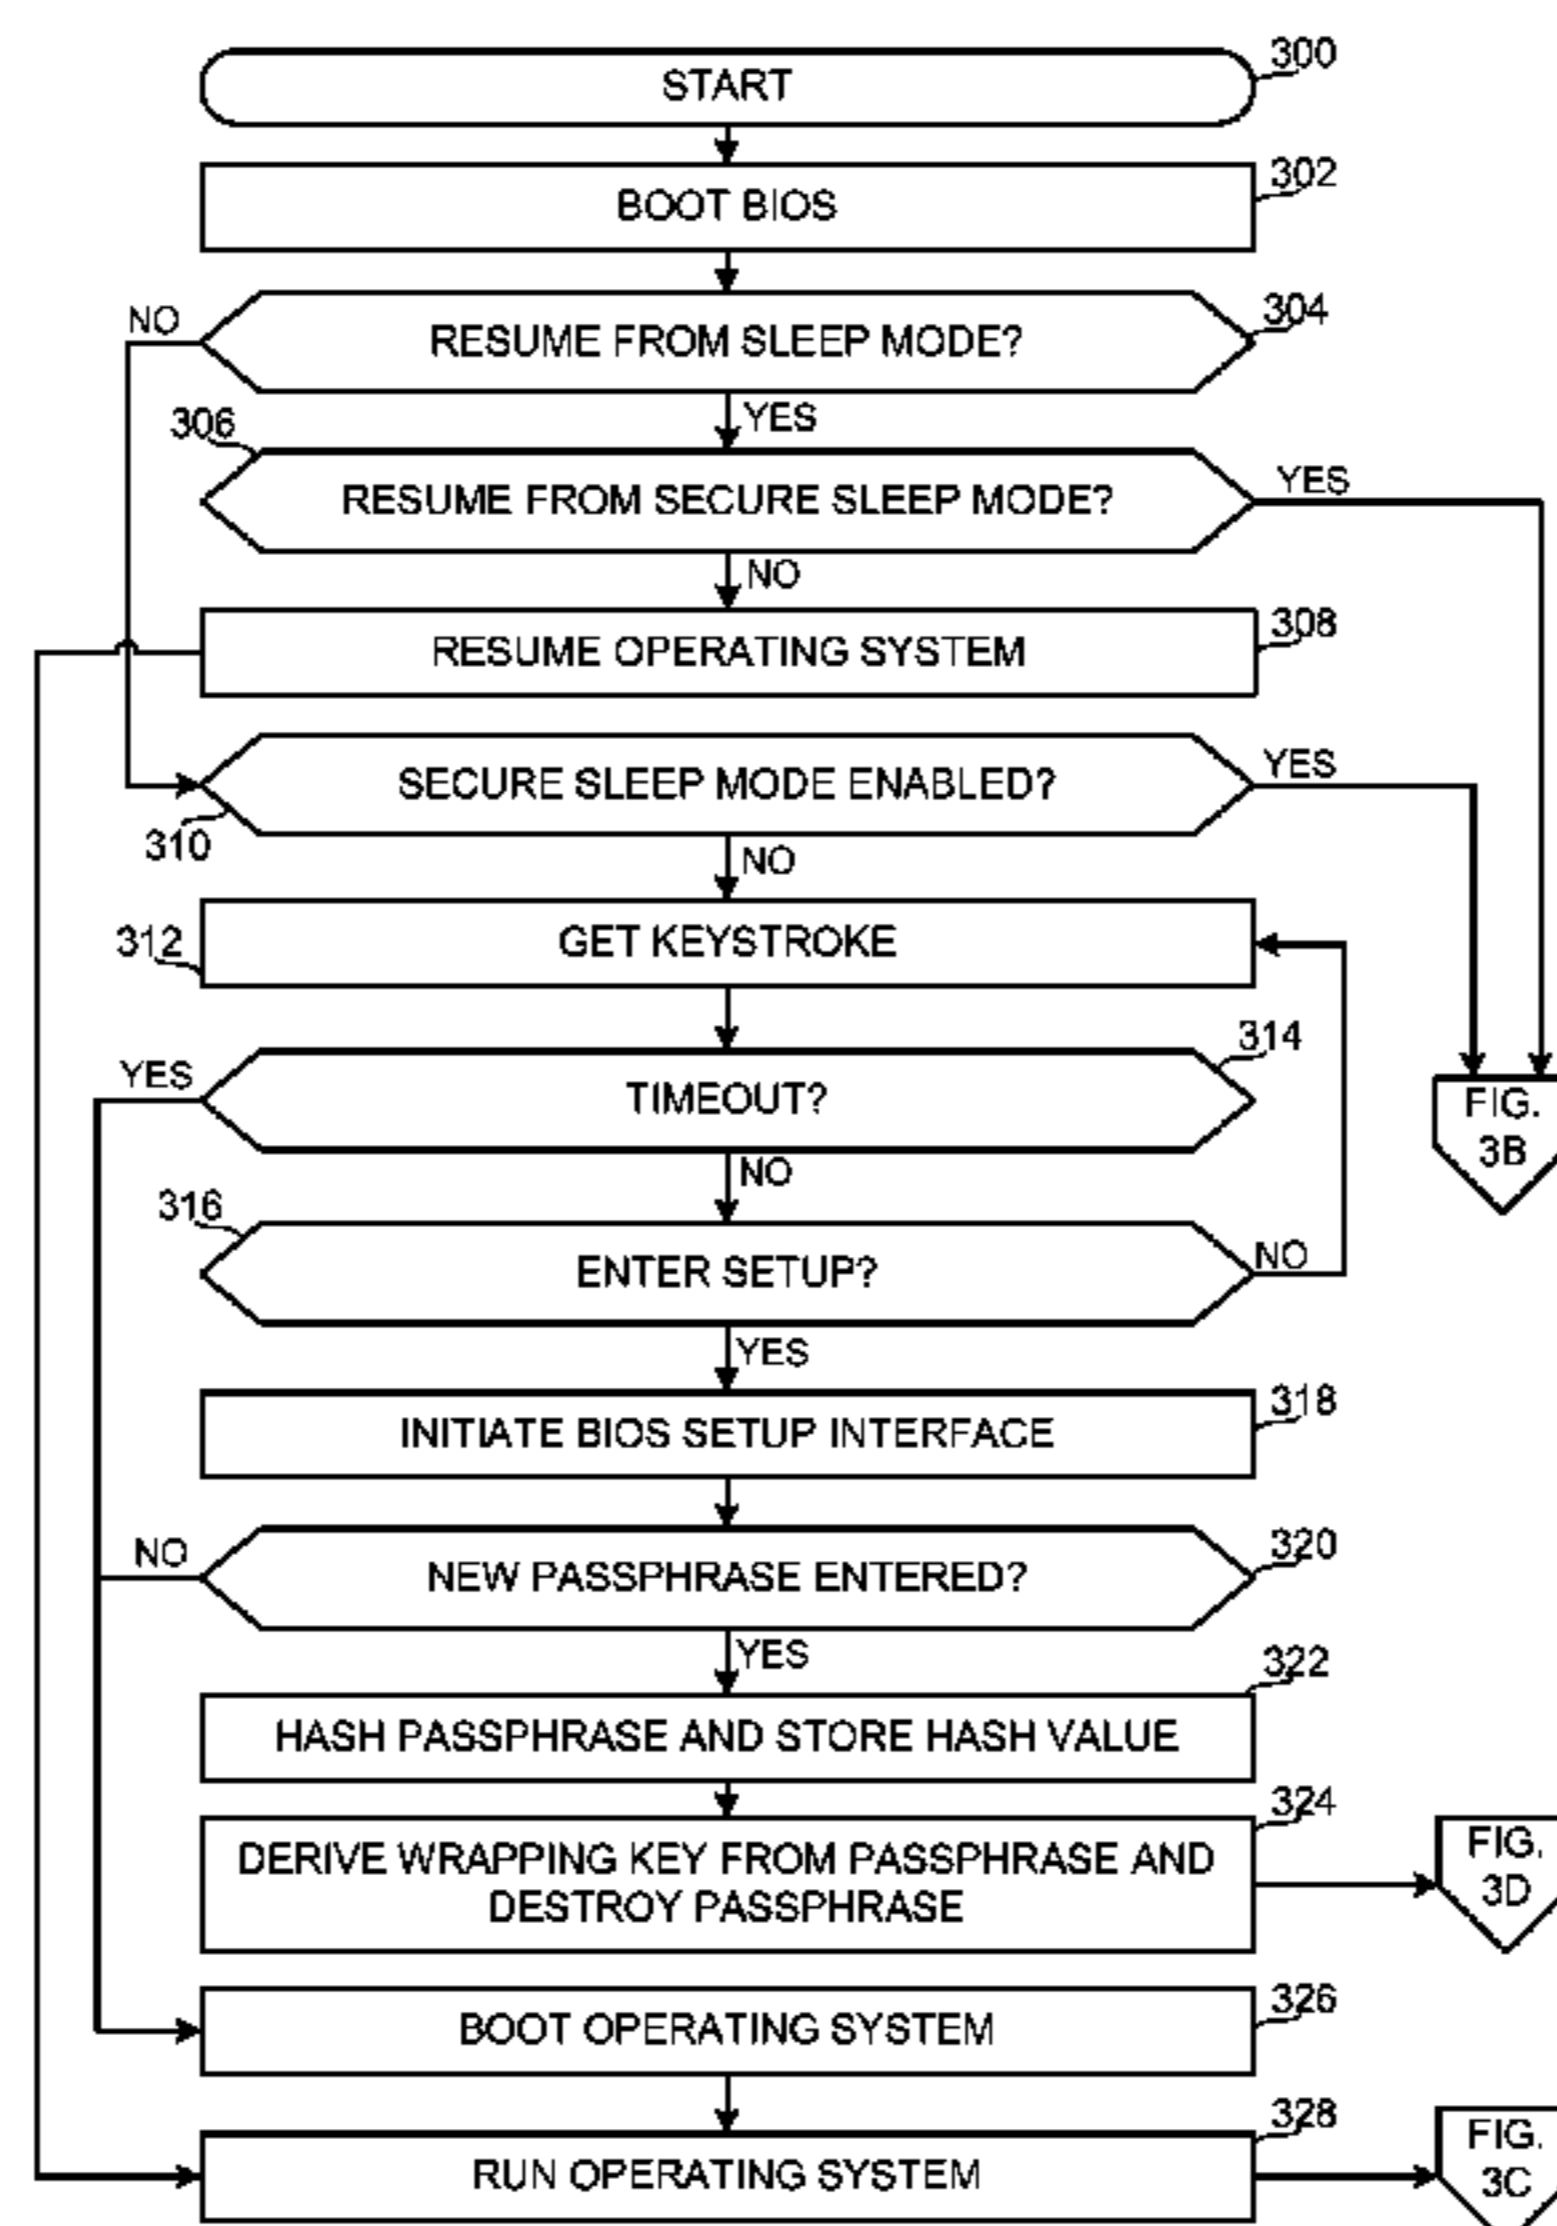 START
300
BOOT BIOS
302
NO
RESUME FROM SLEEP MODE?
304
YES
306
RESUME FROM SECURE SLEEP MODE?
YES
NO
RESUME OPERATING SYSTEM
308
SECURE SLEEP MODE ENABLED?
YES
310
NO
312
GET KEYSTROKE
314
YES
TIMEOUT?
FIG.
3B
NO
316
ENTER SETUP?
NO
YES
INITIATE BIOS SETUP INTERFACE
318
NO
NEW PASSPHRASE ENTERED?
320
YES
322
HASH PASSPHRASE AND STORE HASH VALUE
324
DERIVE WRAPPING KEY FROM PASSPHRASE AND
DESTROY PASSPHRASE
FIG.
3D
BOOT OPERATING SYSTEM
326
RUN OPERATING SYSTEM
328
FIG.
3C